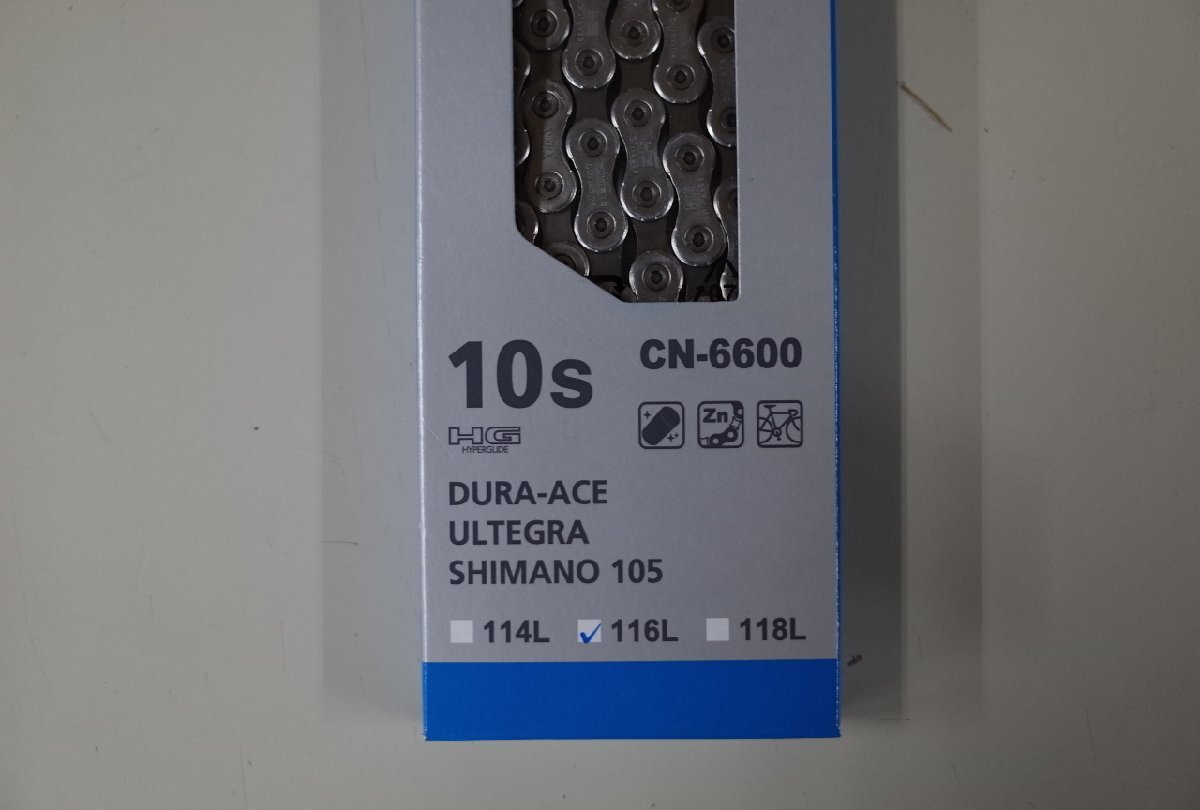 10s
CN-6600
Zn
HG
HYPERGLIDE
DURA-ACE
ULTEGRA
SHIMANO 105
114L 116L 118L